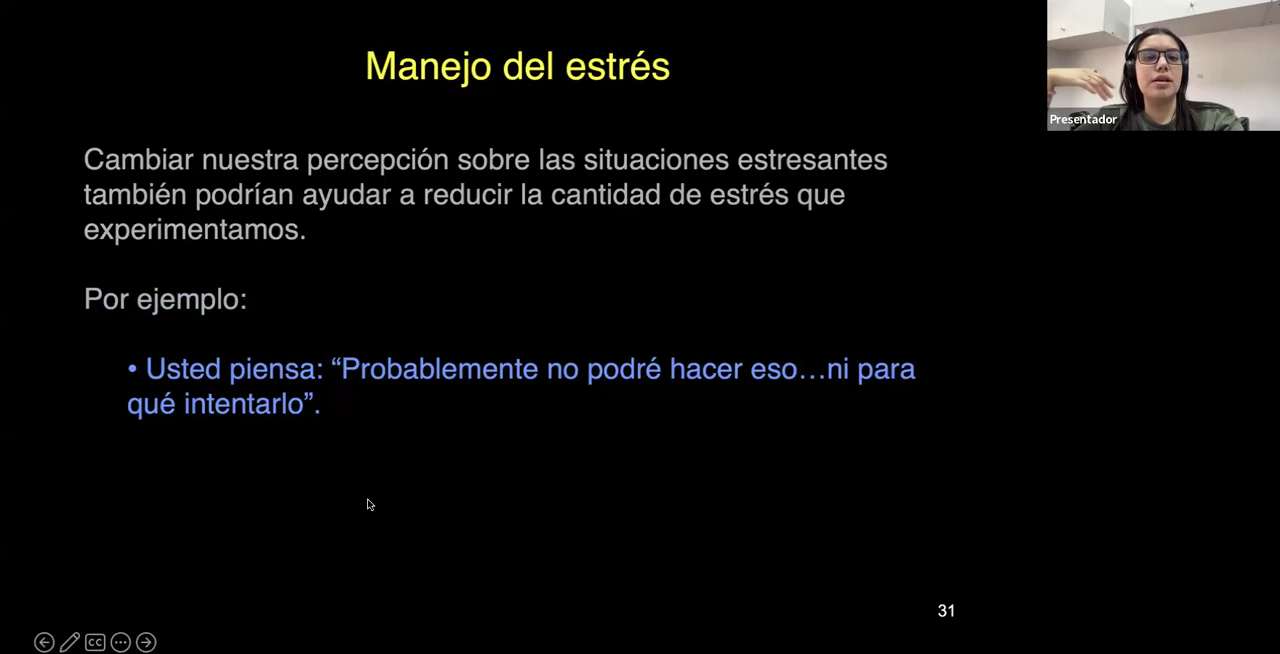 Manejo del estrés
Presentador
Cambiar nuestra percepción sobre las situaciones estresantes
también podrían ayudar a reducir la cantidad de estrés que
experimentamos.
Por ejemplo:
• Usted piensa: “Probablemente no podré hacer eso…ni para
qué intentarlo”.
31
CC